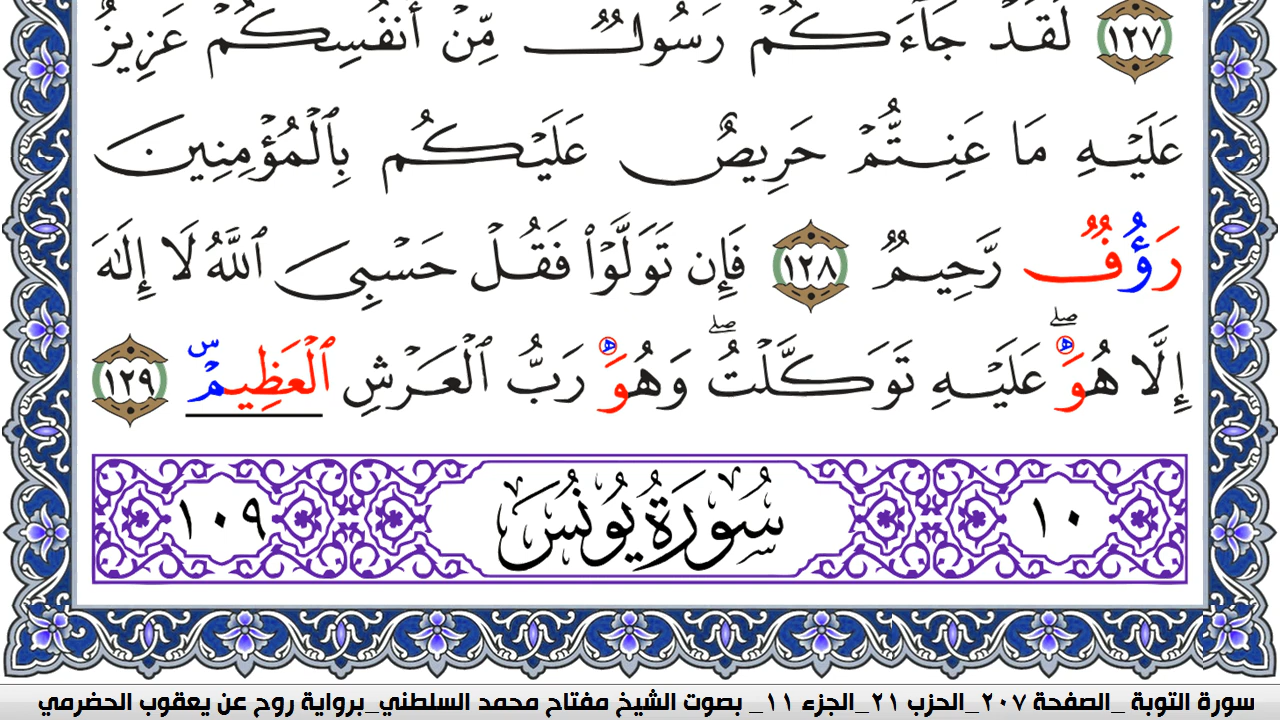 ١٢٧ لَقَدْ جَآءَكُمْ رَسُولٌ مِّنْ أَنفُسِكُمْ عَزِيزٌ
عَلَيْهِ مَا عَنِتُّمْ حَرِيصٌ عَلَيْكُم بِٱلْمُؤْمِنِينَ
رَؤُفٌ رَّحِيمٌ ١٢٨ فَإِن تَوَلَّوْا۟ فَقُلْ حَسْبِىَ ٱللَّهُ لَا إِلَٰهَ
إِلَّا هُوَ ۖ عَلَيْهِ تَوَكَّلْتُ ۖ وَهُوَ رَبُّ ٱلْعَرْشِ ٱلْعَظِيمِ ١٢٩
١٠ سُورَةُ يُونُسَ ١٠٩
سورة التوبة _الصفحة ٢٠٧_الحزب ٢١_الجزء ١١_ بصوت الشيخ مفتاح محمد السلطني_برواية روح عن يعقوب الحضرمي